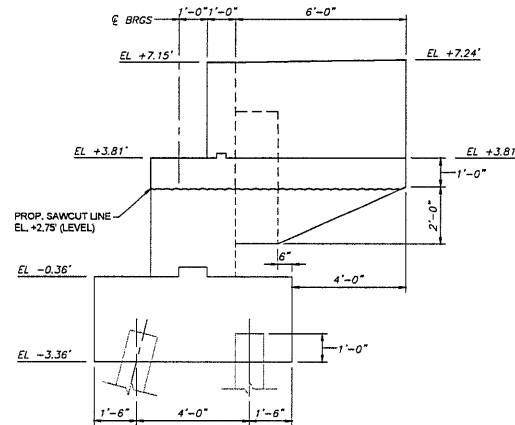 ℄ BRGS
1'-0"
1'-0"
6'-0"
EL +7.15'
EL +7.24'
EL +3.81'
EL +3.81
1'-0"
PROP. SAWCUT LINE
EL. +2.75' (LEVEL)
2'-0"
6"
EL -0.36'
4'-0"
1'-0"
EL -3.36'
1'-6"
4'-0"
1'-6"